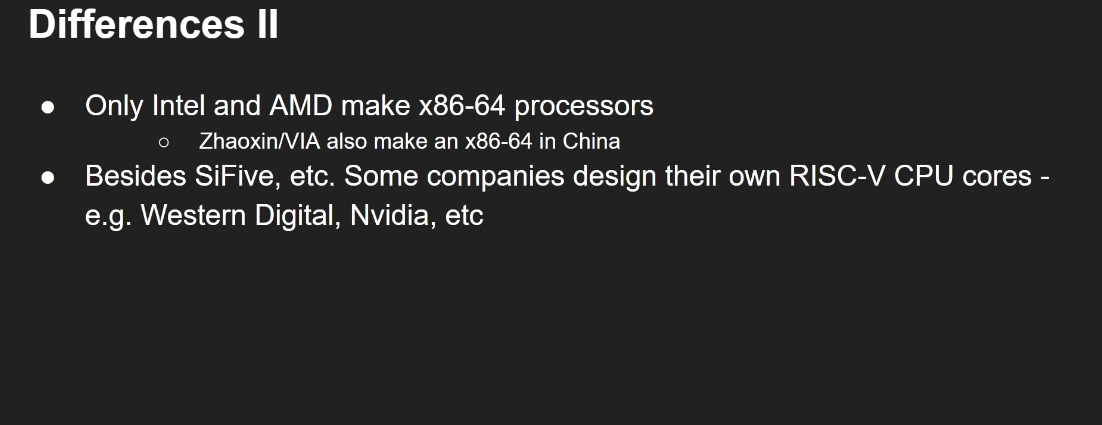 Differences II
● Only Intel and AMD make x86-64 processors
○ Zhaoxin/VIA also make an x86-64 in China
● Besides SiFive, etc. Some companies design their own RISC-V CPU cores -
e.g. Western Digital, Nvidia, etc